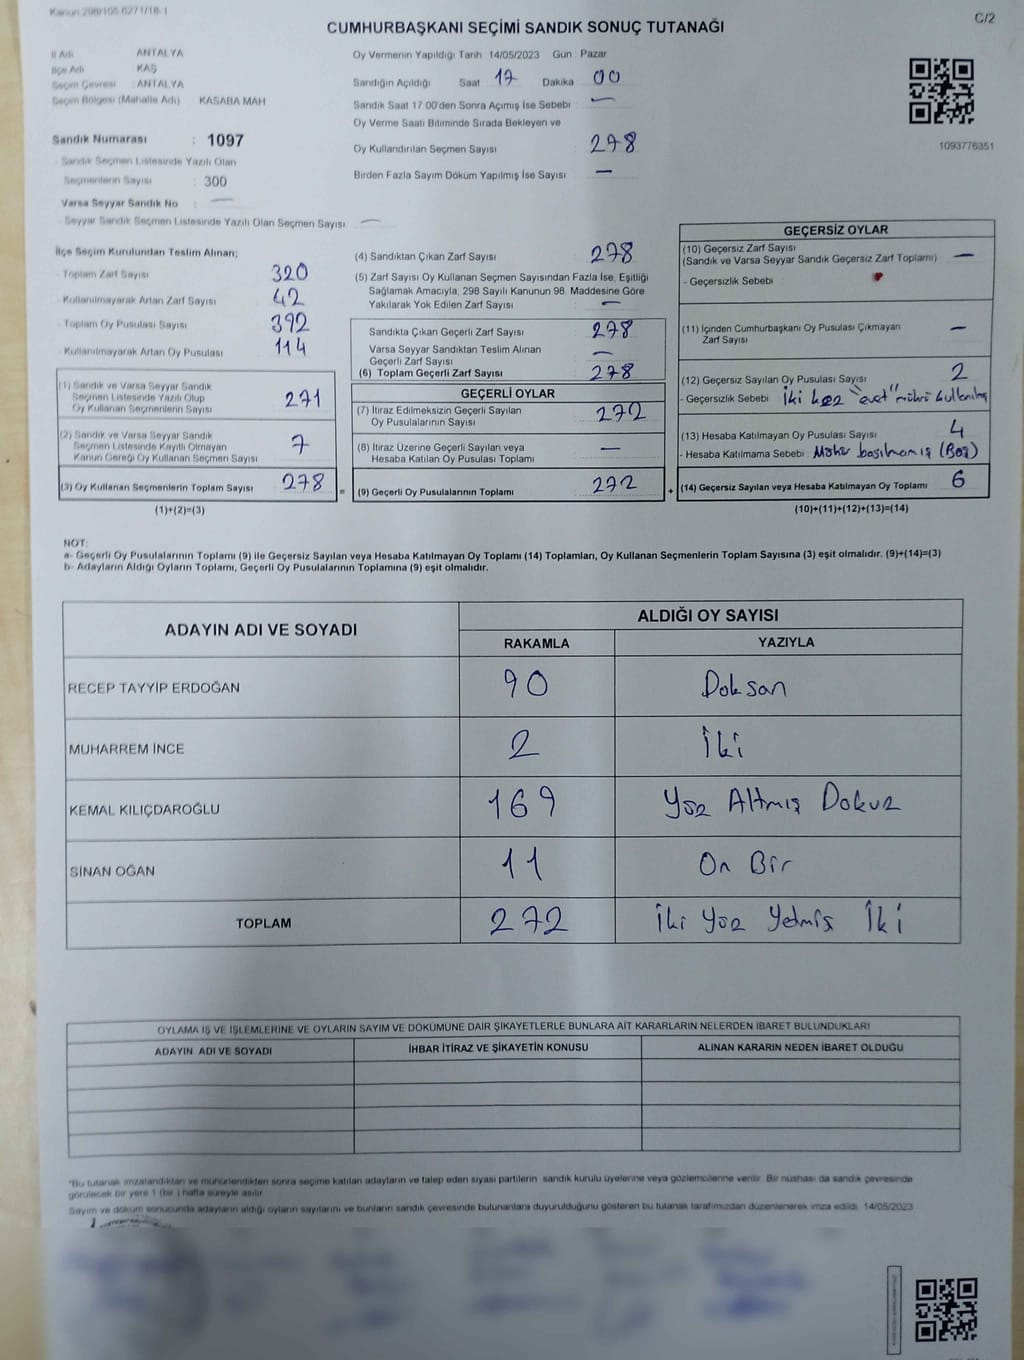 Kanun:298/105,6271/18-1
C/2
CUMHURBAŞKANI SEÇİMİ SANDIK SONUÇ TUTANAĞI
İl Adı ANTALYA
İlçe Adı KAŞ
Seçim Çevresi : ANTALYA
Seçim Bölgesi (Mahalle Adı) KASABA MAH
Sandık Numarası : 1097
- Sandık Seçmen Listesinde Yazılı Olan
Seçmenlerin Sayısı : 300
Varsa Seyyar Sandık No : —
- Seyyar Sandık Seçmen Listesinde Yazılı Olan Seçmen Sayısı : —
Oy Vermenin Yapıldığı Tarih 14/05/2023 Gün : Pazar
Sandığın Açıldığı Saat 17 Dakika 00
Sandık Saat 17 00'den Sonra Açımış İse Sebebi : —
Oy Verme Saati Bitiminde Sırada Bekleyen ve
Oy Kullandırılan Seçmen Sayısı : 278
Birden Fazla Sayım Döküm Yapılmış İse Sayısı : —
1093776351
İlçe Seçim Kurulundan Teslim Alınan;
- Toplam Zarf Sayısı : 320
- Kullanılmayarak Artan Zarf Sayısı : 42
- Toplam Oy Pusulası Sayısı : 392
- Kullanılmayarak Artan Oy Pusulası : 114
(1) Sandık ve Varsa Seyyar Sandık
Seçmen Listesinde Yazılı Olup
Oy Kullanan Seçmenlerin Sayısı : 271
(2) Sandık ve Varsa Seyyar Sandık
Seçmen Listesinde Kayıtlı Olmayan
Kanun Gereği Oy Kullanan Seçmen Sayısı : 7
(3) Oy Kullanan Seçmenlerin Toplam Sayısı : 278
(1)+(2)=(3)
(4) Sandıktan Çıkan Zarf Sayısı : 278
(5) Zarf Sayısı Oy Kullanan Seçmen Sayısından Fazla İse, Eşitliği
Sağlamak Amacıyla; 298 Sayılı Kanunun 98. Maddesine Göre
Yakılarak Yok Edilen Zarf Sayısı : —
Sandıkta Çıkan Geçerli Zarf Sayısı : 278
Varsa Seyyar Sandıktan Teslim Alınan
Geçerli Zarf Sayısı : —
(6) Toplam Geçerli Zarf Sayısı : 278
GEÇERLİ OYLAR
(7) İtiraz Edilmeksizin Geçerli Sayılan
Oy Pusulalarının Sayısı : 272
(8) İtiraz Üzerine Geçerli Sayılan veya
Hesaba Katılan Oy Pusulası Toplamı : —
= (9) Geçerli Oy Pusulalarının Toplamı : 272
GEÇERSİZ OYLAR
(10) Geçersiz Zarf Sayısı
(Sandık ve Varsa Seyyar Sandık Geçersiz Zarf Toplamı) : —
- Geçersizlik Sebebi :
(11) İçinden Cumhurbaşkanı Oy Pusulası Çıkmayan
Zarf Sayısı : —
(12) Geçersiz Sayılan Oy Pusulası Sayısı : 2
- Geçersizlik Sebebi : İki kez "evet" mührü kullanılmış
(13) Hesaba Katılmayan Oy Pusulası Sayısı : 4
- Hesaba Katılmama Sebebi : Mühür basılmamış (Boş)
+ (14) Geçersiz Sayılan veya Hesaba Katılmayan Oy Toplamı : 6
(10)+(11)+(12)+(13)=(14)
NOT:
a- Geçerli Oy Pusulalarının Toplamı (9) ile Geçersiz Sayılan veya Hesaba Katılmayan Oy Toplamı (14) Toplamları, Oy Kullanan Seçmenlerin Toplam Sayısına (3) eşit olmalıdır. (9)+(14)=(3)
b- Adayların Aldığı Oyların Toplamı, Geçerli Oy Pusulalarının Toplamına (9) eşit olmalıdır.
ADAYIN ADI VE SOYADI ALDIĞI OY SAYISI
RAKAMLA YAZIYLA
RECEP TAYYİP ERDOĞAN 90 Doksan
MUHARREM İNCE 2 İki
KEMAL KILIÇDAROĞLU 169 Yüz Altmış Dokuz
SİNAN OĞAN 11 On Bir
TOPLAM 272 İki Yüz Yetmiş İki
OYLAMA İŞ VE İŞLEMLERİNE VE OYLARIN SAYIM VE DÖKÜMÜNE DAİR ŞİKAYETLERLE BUNLARA AİT KARARLARIN NELERDEN İBARET BULUNDUKLARI
ADAYIN ADI VE SOYADI İHBAR İTİRAZ VE ŞİKAYETİN KONUSU ALINAN KARARIN NEDEN İBARET OLDUĞU
*Bu tutanak imzalandıktan ve mühürlendikten sonra seçime katılan adayların ve talep eden siyasi partilerin sandık kurulu üyelerine veya gözlemcilerine verilir. Bir nüshası da sandık çevresinde
görülecek bir yere 1 (bir ) hafta süreyle asılır
Sayım ve döküm sonucunda adayların aldığı oyların sayılarını ve bunların sandık çevresinde bulunanlara duyurulduğunu gösteren bu tutanak tarafımızdan düzenlenerek imza edildi. 14/05/2023